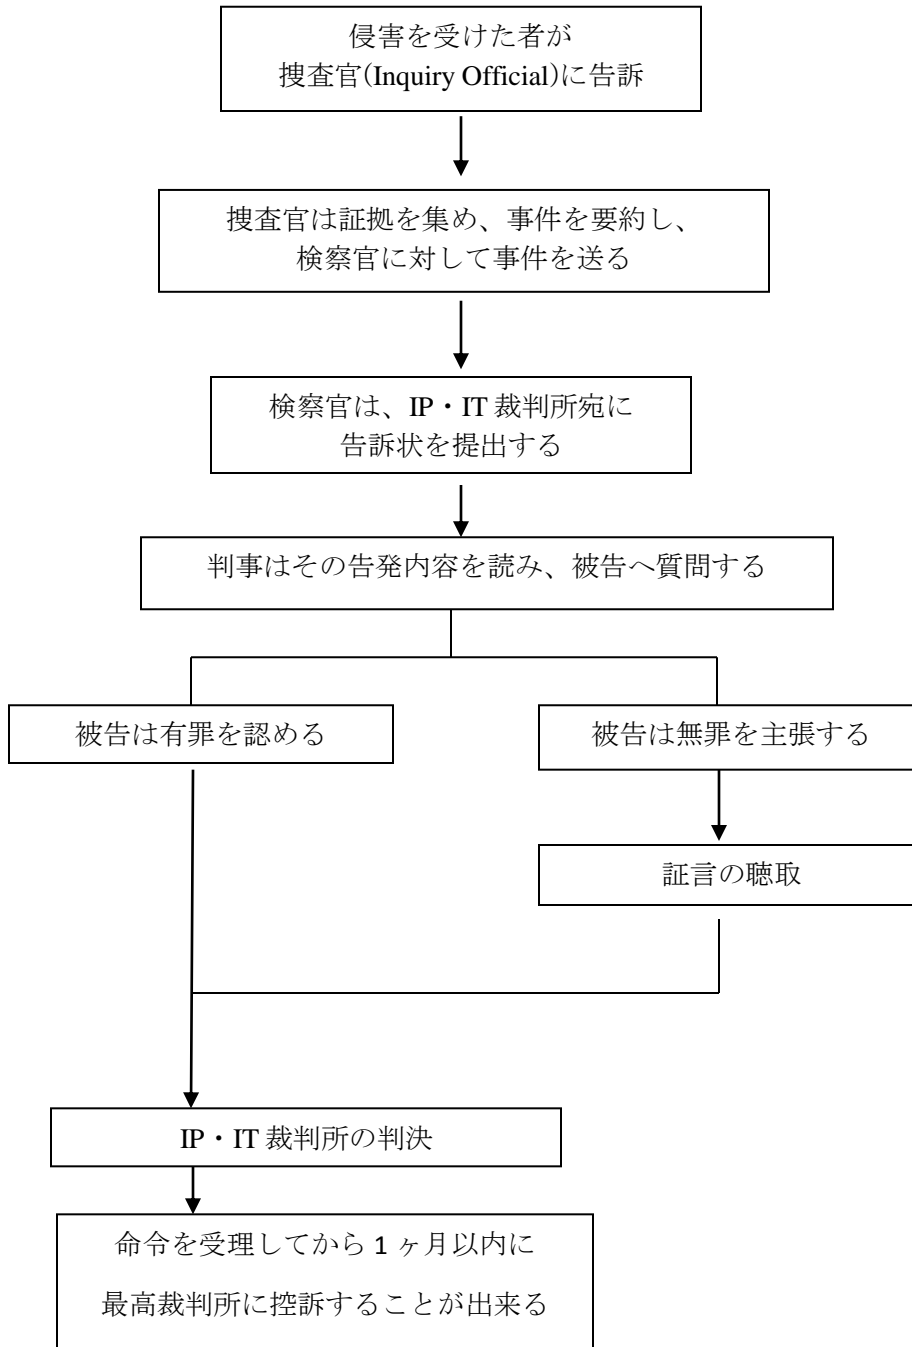 侵害を受けた者が
捜査官(Inquiry Official)に告訴
捜査官は証拠を集め、事件を要約し、
検察官に対して事件を送る
検察官は、IP・IT 裁判所宛に
告訴状を提出する
判事はその告発内容を読み、被告へ質問する
被告は有罪を認める
被告は無罪を主張する
証言の聴取
IP・IT 裁判所の判決
命令を受理してから 1 ヶ月以内に
最高裁判所に控訴することが出来る